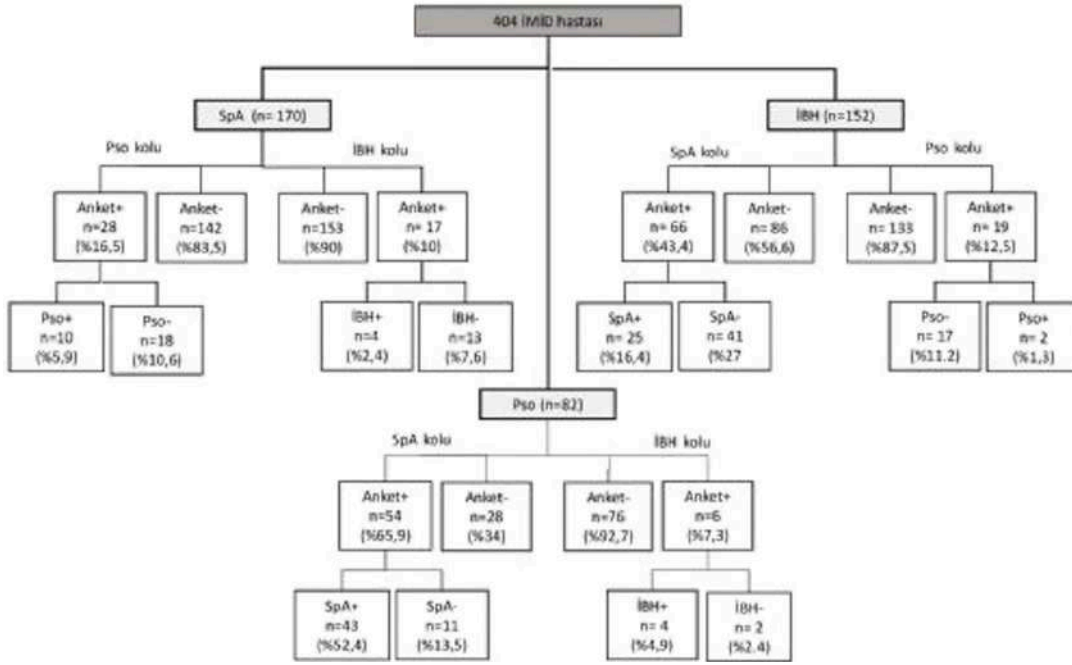 404 İMİD hastası
SpA (n= 170)
İBH (n=152)
Pso kolu
İBH kolu
SpA kolu
Pso kolu
Anket+
n=28
(%16,5)
Anket-
n=142
(%83,5)
Anket-
n=153
(%90)
Anket+
n= 17
(%10)
Anket+
n= 66
(%43,4)
Anket-
n= 86
(%56,6)
Anket-
n= 133
(%87,5)
Anket+
n= 19
(%12,5)
Pso+
n=10
(%5,9)
Pso-
n=18
(%10,6)
İBH+
n=4
(%2,4)
İBH-
n=13
(%7,6)
SpA+
n= 25
(%16,4)
SpA-
n= 41
(%27
Pso-
n= 17
(%11.2)
Pso+
n= 2
(%1,3)
Pso (n=82)
SpA kolu
İBH kolu
Anket+
n=54
(%65,9)
Anket-
n=28
(%34)
Anket-
n=76
(%92,7)
Anket+
n=6
(%7,3)
SpA+
n=43
(%52,4)
SpA-
n=11
(%13,5)
İBH+
n= 4
(%4,9)
İBH-
n= 2
(%2.4)